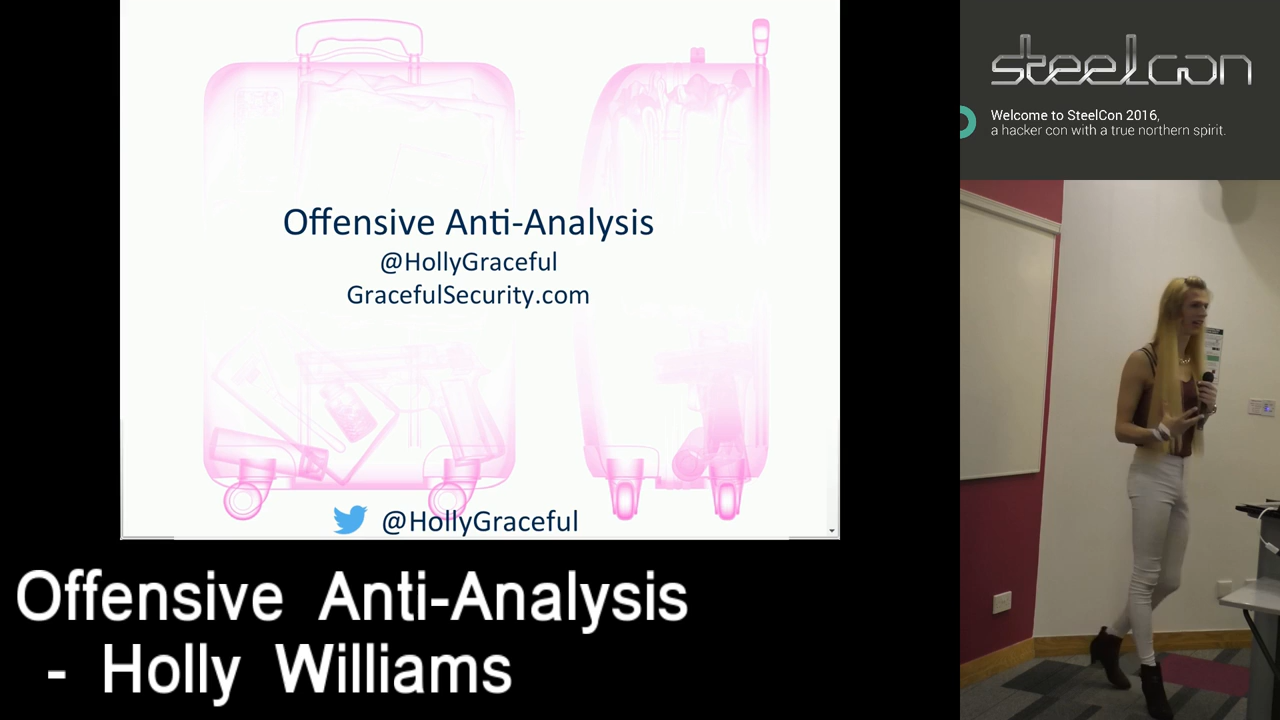 Offensive Anti-Analysis
@HollyGraceful
GracefulSecurity.com
@HollyGraceful
steelcon
Welcome to SteelCon 2016,
a hacker con with a true northern spirit.
Offensive Anti-Analysis
- Holly Williams